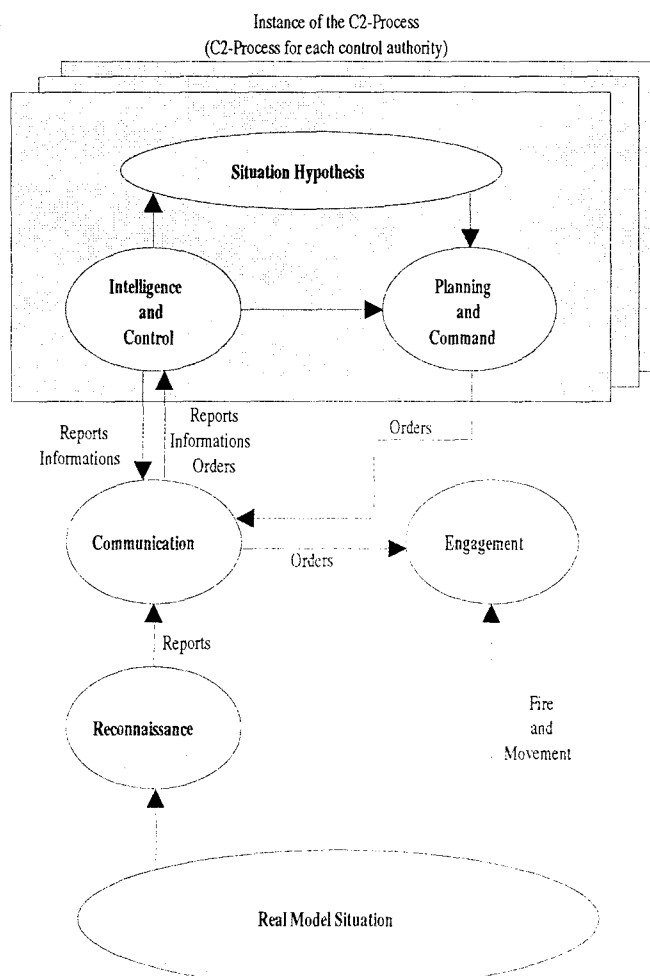 Instance of the C2-Process
(C2-Process for each control authority)
Situation Hypothesis
Intelligence
and
Control
Planning
and
Command
Reports
Informations
Reports
Informations
Orders
Orders
Communication
Orders
Engagement
Reports
Reconnaissance
Fire
and
Movement
Real Model Situation